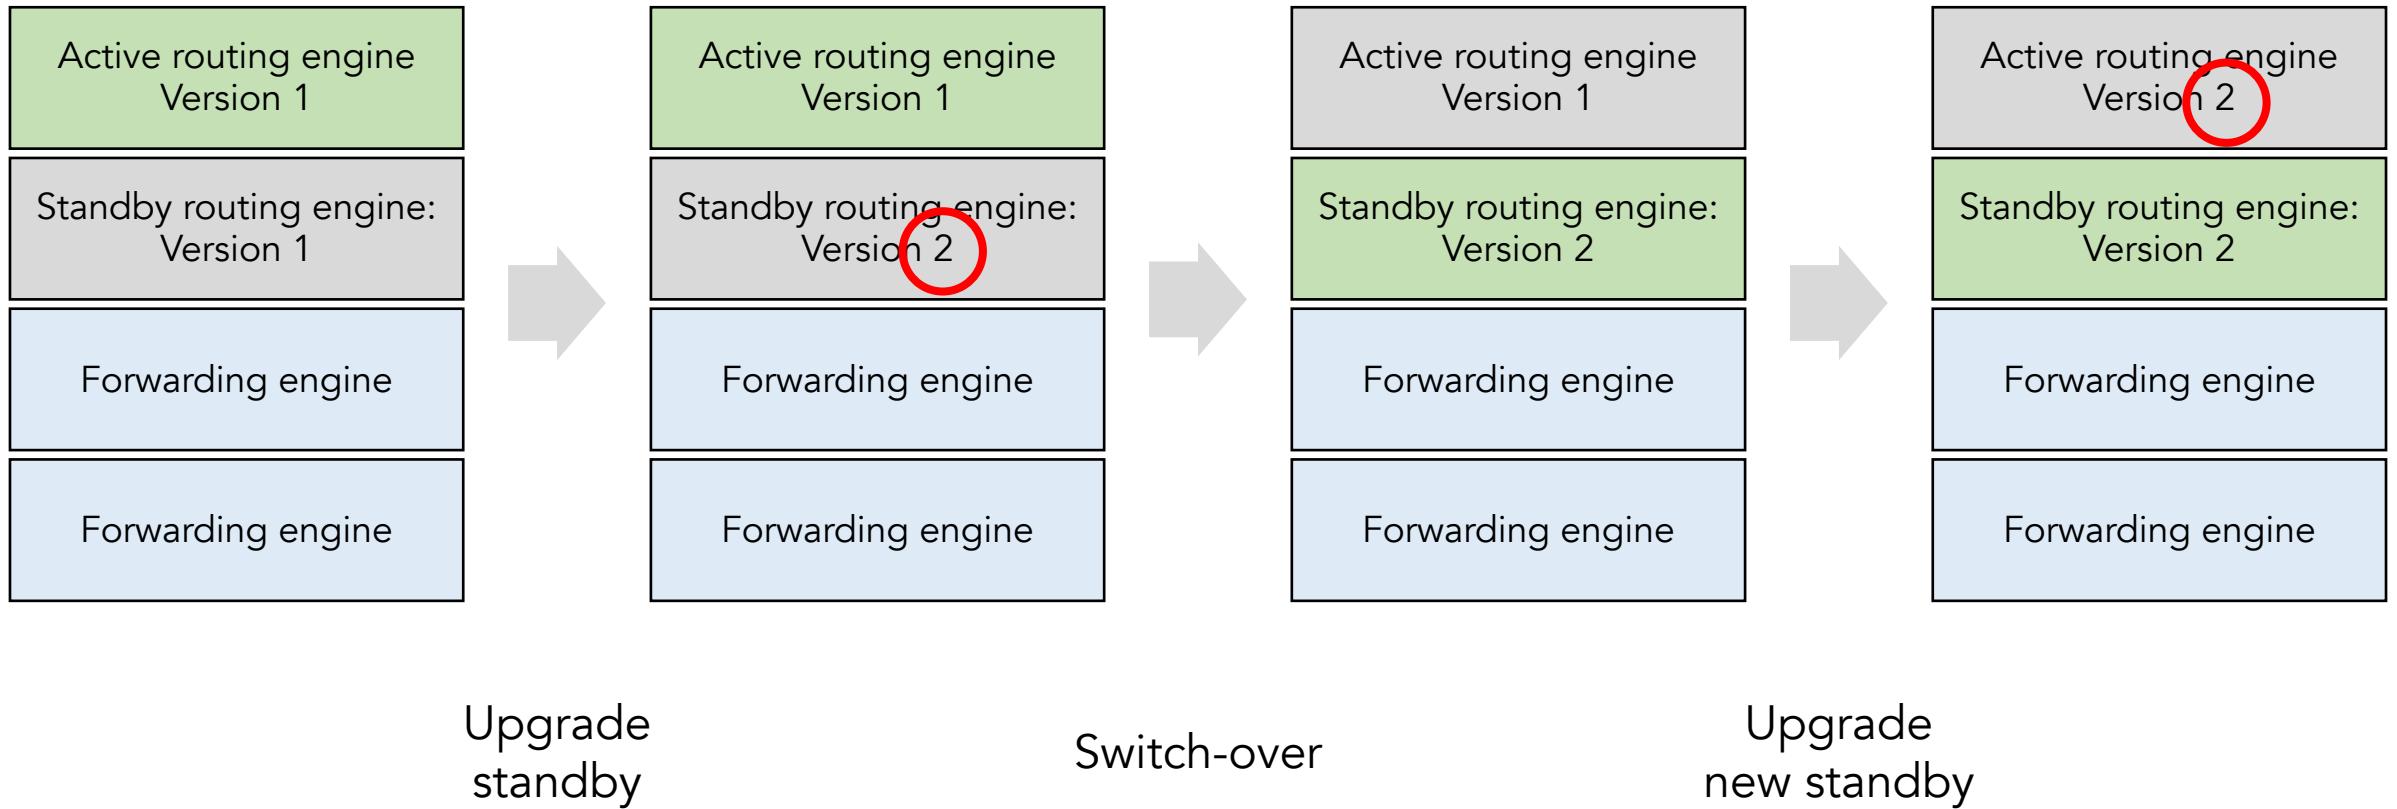 Active routing engine
Version 1
Standby routing engine:
Version 1
Forwarding engine
Forwarding engine
Active routing engine
Version 1
Standby routing engine:
Version 2
Forwarding engine
Forwarding engine
Active routing engine
Version 1
Standby routing engine:
Version 2
Forwarding engine
Forwarding engine
Active routing engine
Version 2
Standby routing engine:
Version 2
Forwarding engine
Forwarding engine
Upgrade
standby
Switch-over
Upgrade
new standby